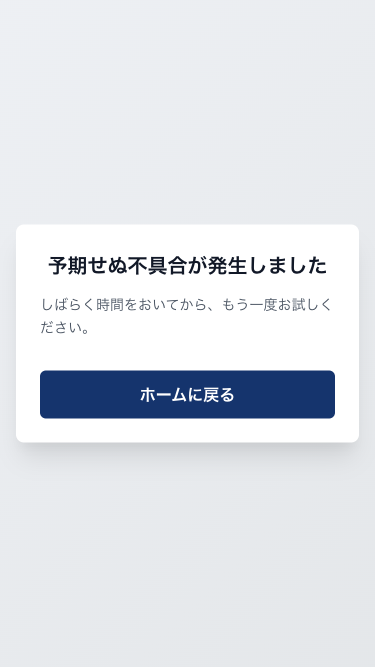 予期せぬ不具合が発生しました
しばらく時間をおいてから、もう一度お試しく
ださい。
ホームに戻る